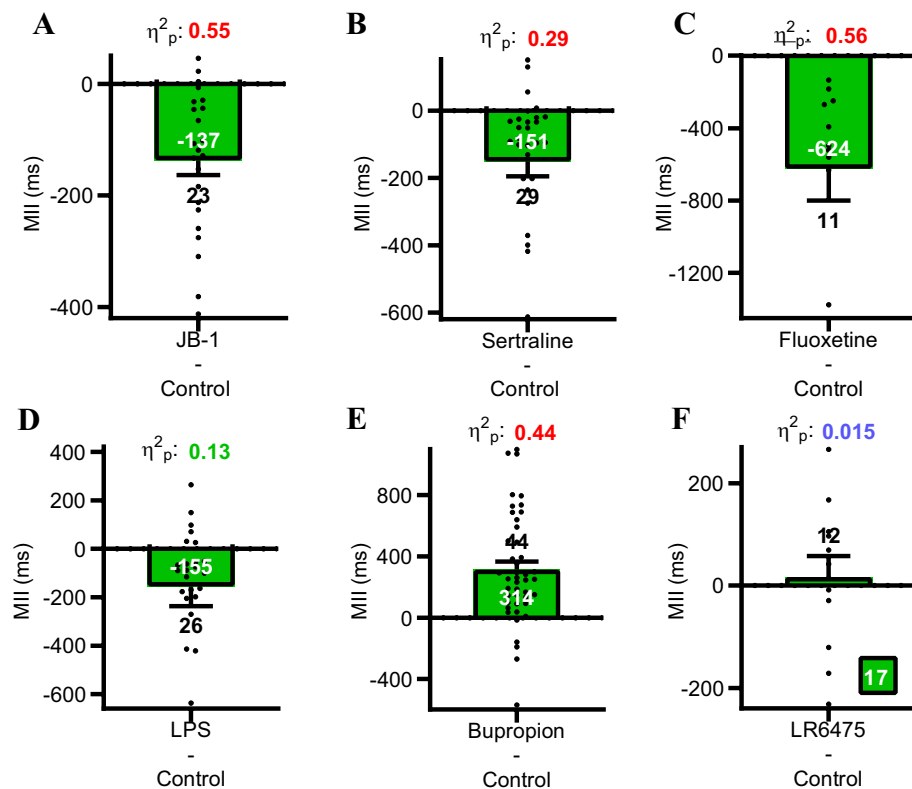 A
η²p: 0.55
MII (ms)
0
-200
-400
-137
23
JB-1
-
Control
B
η²p: 0.29
MII (ms)
0
-200
-400
-600
-151
29
Sertraline
-
Control
C
η²p: 0.56
MII (ms)
0
-400
-800
-1200
-624
11
Fluoxetine
-
Control
D
η²p: 0.13
MII (ms)
400
200
0
-200
-400
-600
-155
26
LPS
-
Control
E
η²p: 0.44
MII (ms)
800
400
0
-400
44
314
Bupropion
-
Control
F
η²p: 0.015
MII (ms)
200
0
-200
12
17
LR6475
-
Control